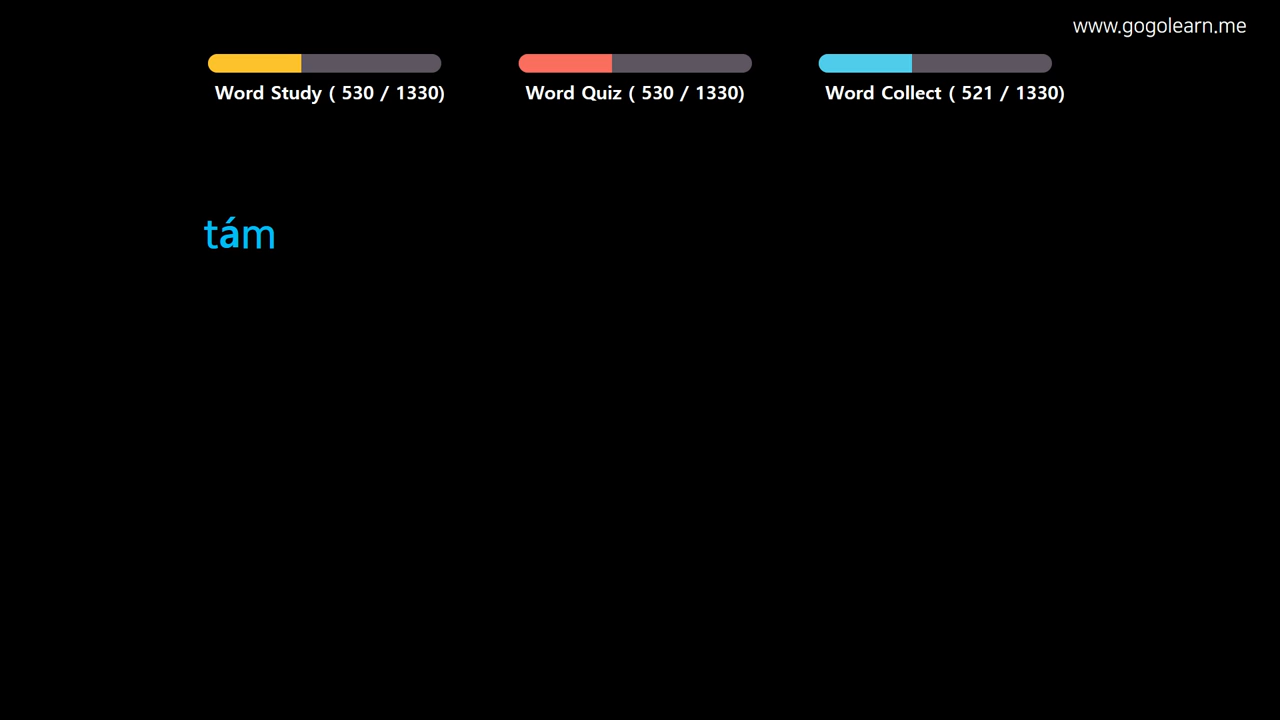 www.gogolearn.me
Word Study ( 530 / 1330)
Word Quiz ( 530 / 1330)
Word Collect ( 521 / 1330)
tám